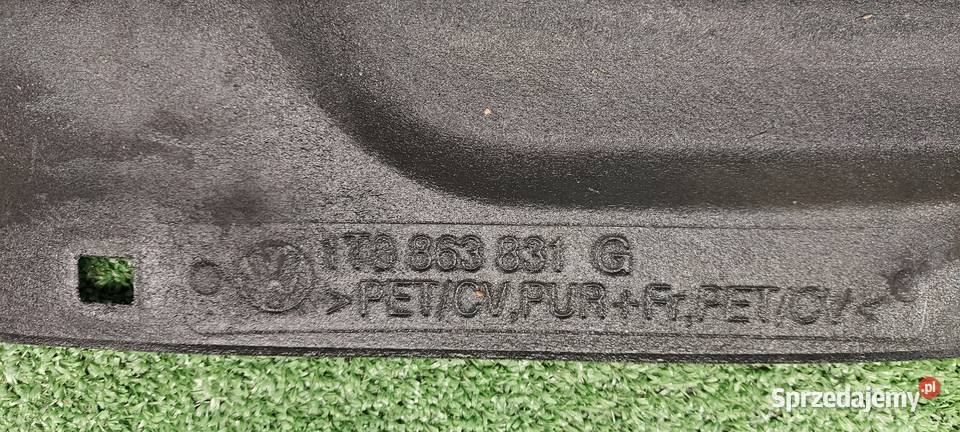 1T0 863 831 G
>PET/CV,PUR+Fr,PET/CV<
Sprzedajemy.pl